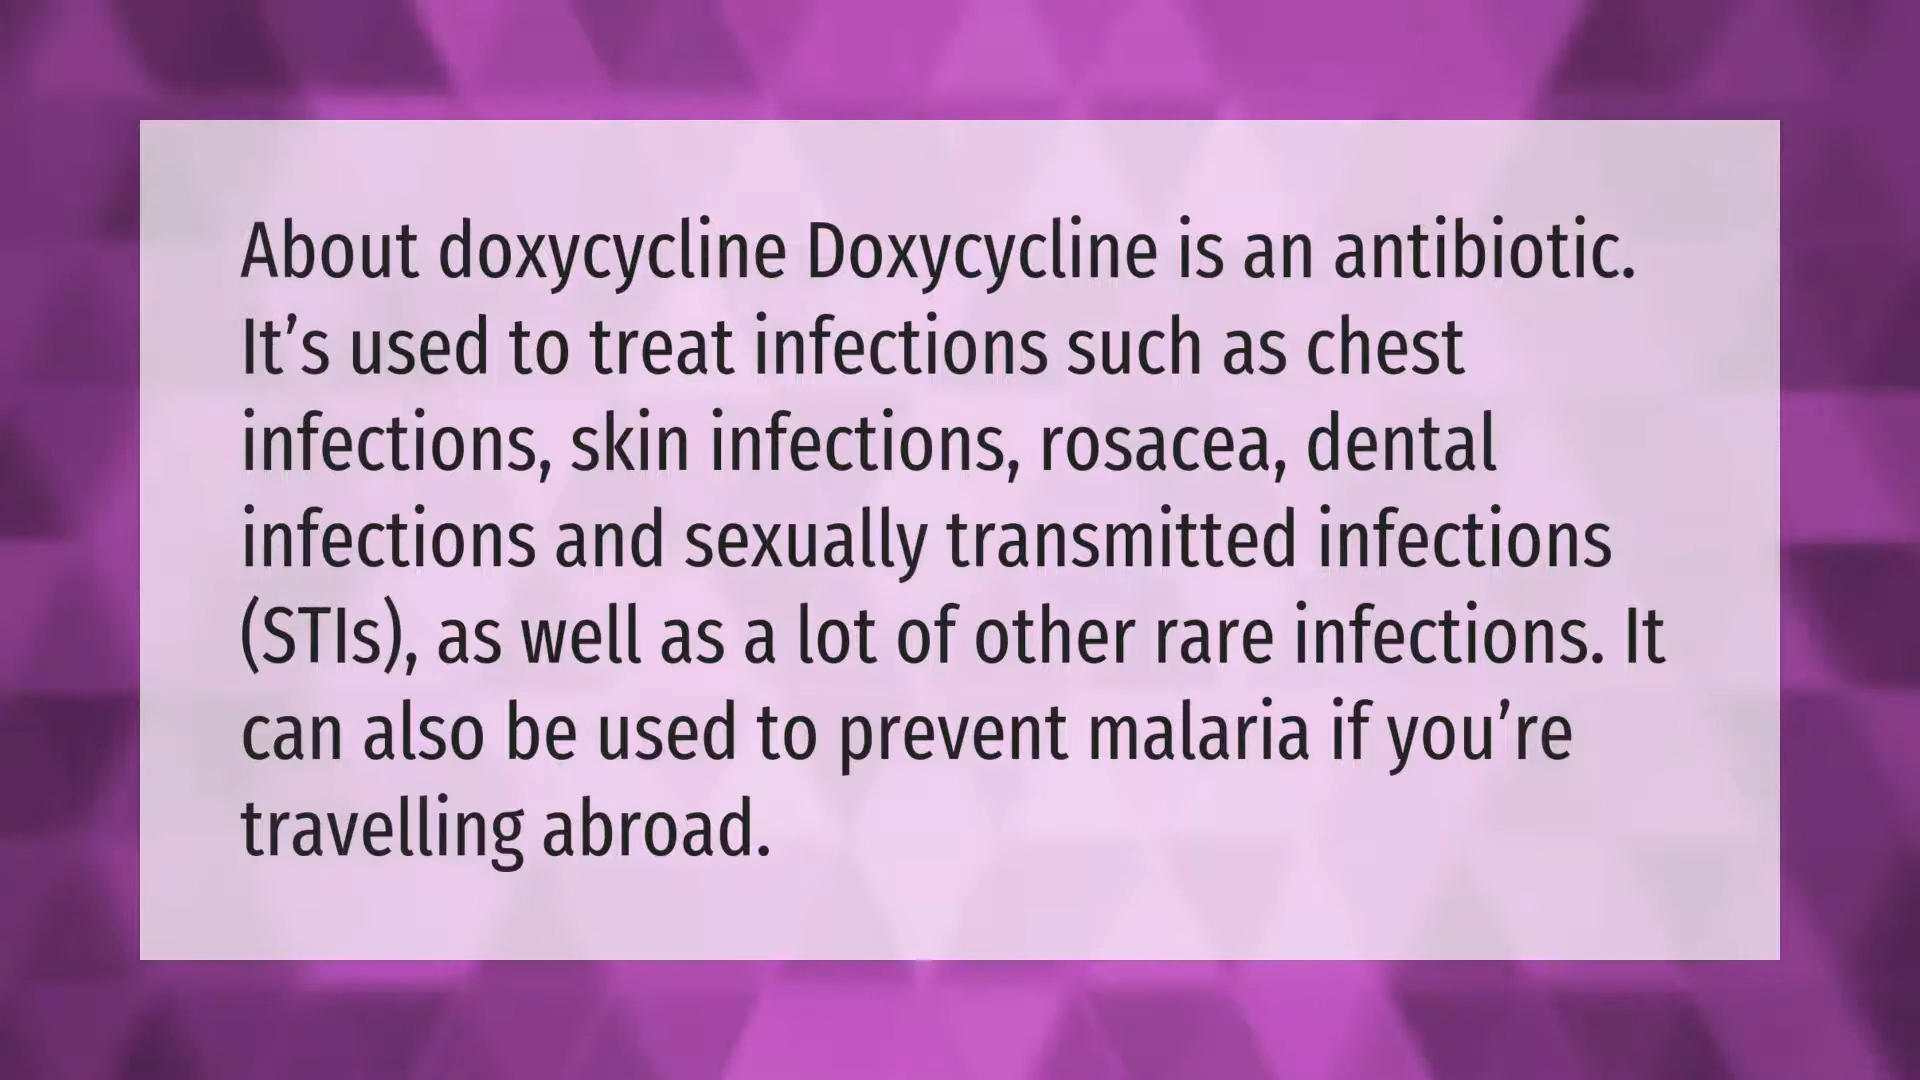 About doxycycline Doxycycline is an antibiotic.
It’s used to treat infections such as chest
infections, skin infections, rosacea, dental
infections and sexually transmitted infections
(STIs), as well as a lot of other rare infections. It
can also be used to prevent malaria if you’re
travelling abroad.